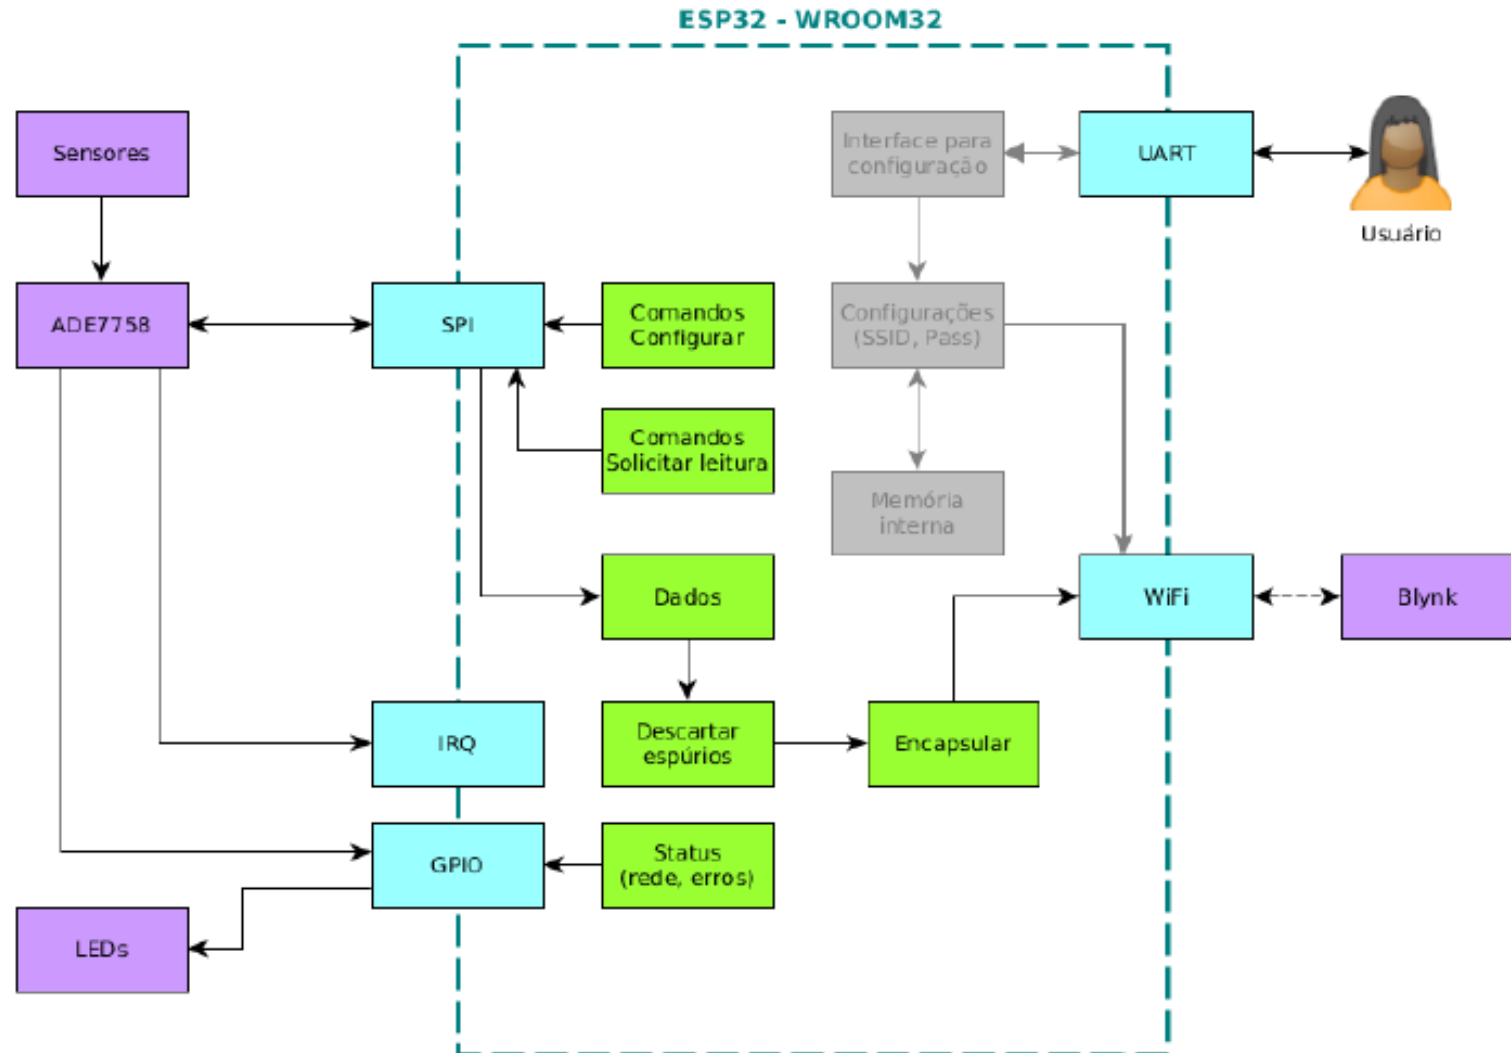 ESP32 - WROOM32
Sensores
Interface para
configuração
UART
Usuário
ADE7758
SPI
Comandos
Configurar
Configurações
(SSID, Pass)
Comandos
Solicitar leitura
Memória
interna
Dados
WiFi
Blynk
IRQ
Descartar
espúrios
Encapsular
GPIO
Status
(rede, erros)
LEDs